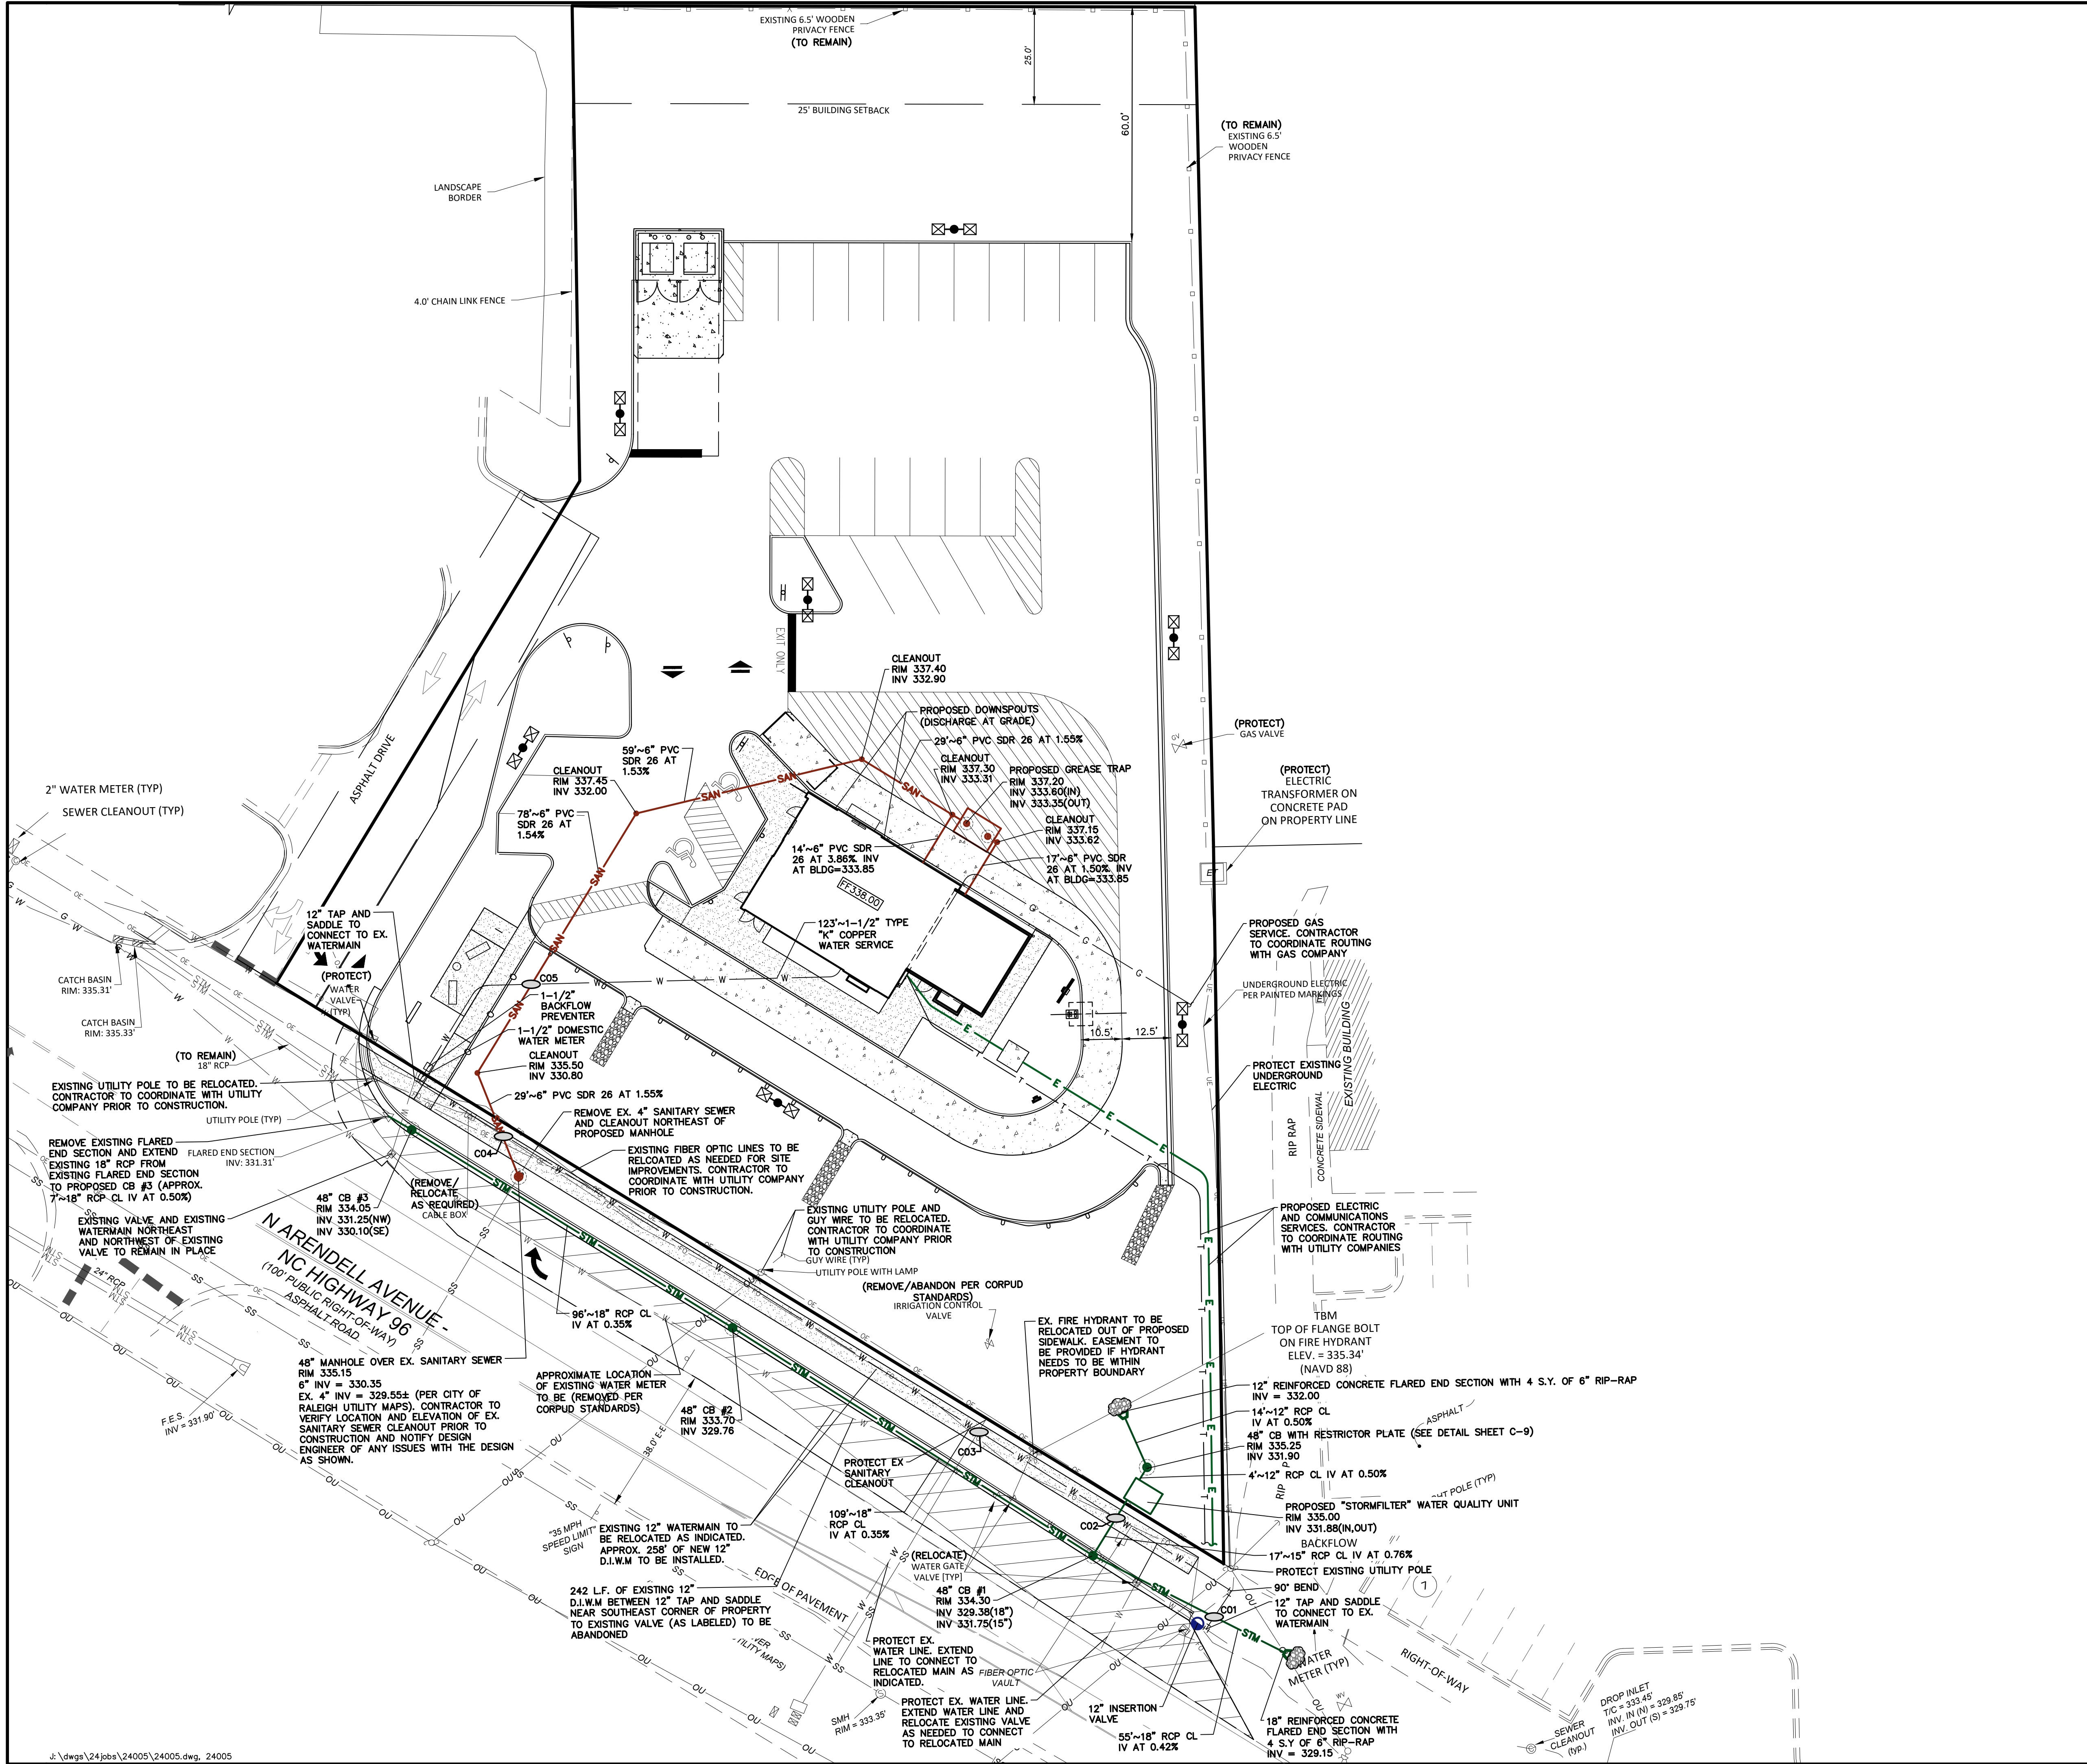 EXISTING 6.5' WOODEN
PRIVACY FENCE
(TO REMAIN)
25.0'
25' BUILDING SETBACK
60.0'
(TO REMAIN)
EXISTING 6.5'
WOODEN
PRIVACY FENCE
LANDSCAPE
BORDER
4.0' CHAIN LINK FENCE
EXIT ONLY
CLEANOUT
RIM 337.40
INV 332.90
PROPOSED DOWNSPOUTS
(DISCHARGE AT GRADE)
29'~6" PVC SDR 26 AT 1.55%
59'~6" PVC
SDR 26 AT
1.53%
CLEANOUT
RIM 337.45
INV 332.00
CLEANOUT
RIM 337.30
INV 333.31
PROPOSED GREASE TRAP
RIM 337.20
INV 333.60(IN)
INV 333.35(OUT)
CLEANOUT
RIM 337.15
INV 333.62
(PROTECT)
GAS VALVE
(PROTECT)
ELECTRIC
TRANSFORMER ON
CONCRETE PAD
ON PROPERTY LINE
ET
ASPHALT DRIVE
2" WATER METER (TYP)
SEWER CLEANOUT (TYP)
78'~6" PVC
SDR 26 AT
1.54%
14'~6" PVC SDR
26 AT 3.86% INV
AT BLDG=333.85
17'~6" PVC SDR
26 AT 1.50% INV
AT BLDG=333.85
FF338.00
123'~1-1/2" TYPE
"K" COPPER
WATER SERVICE
SAN
SAN
SAN
SAN
SAN
SAN
12" TAP AND
SADDLE TO
CONNECT TO EX.
WATERMAIN
(PROTECT)
WATER
VALVE
(TYP)
CATCH BASIN
RIM: 335.31'
CATCH BASIN
RIM: 335.33'
(TO REMAIN)
18" RCP
C05
1-1/2"
BACKFLOW
PREVENTER
1-1/2" DOMESTIC
WATER METER
CLEANOUT
RIM 335.50
INV 330.80
29'~6" PVC SDR 26 AT 1.55%
PROPOSED GAS
SERVICE. CONTRACTOR
TO COORDINATE ROUTING
WITH GAS COMPANY
UNDERGROUND ELECTRIC
PER PAINTED MARKINGS
10.5'
12.5'
EXISTING BUILDING
PROTECT EXISTING
UNDERGROUND
ELECTRIC
RIP RAP
CONCRETE SIDEWAL
EXISTING UTILITY POLE TO BE RELOCATED.
CONTRACTOR TO COORDINATE WITH UTILITY
COMPANY PRIOR TO CONSTRUCTION.
UTILITY POLE (TYP)
REMOVE EXISTING FLARED
END SECTION AND EXTEND
EXISTING 18" RCP FROM
EXISTING FLARED END SECTION
TO PROPOSED CB #3 (APPROX.
7'~18" RCP CL IV AT 0.50%)
FLARED END SECTION
INV: 331.31'
EXISTING VALVE AND EXISTING
WATERMAIN NORTHEAST
AND NORTHWEST OF EXISTING
VALVE TO REMAIN IN PLACE
C04
REMOVE EX. 4" SANITARY SEWER
AND CLEANOUT NORTHEAST OF
PROPOSED MANHOLE
EXISTING FIBER OPTIC LINES TO BE
RELCOATED AS NEEDED FOR SITE
IMPROVEMENTS. CONTRACTOR TO
COORDINATE WITH UTILITY COMPANY
PRIOR TO CONSTRUCTION.
48" CB #3
RIM 334.05
INV 331.25(NW)
INV 330.10(SE)
(REMOVE/
RELOCATE
AS REQUIRED)
CABLE BOX
EXISTING UTILITY POLE AND
GUY WIRE TO BE RELOCATED.
CONTRACTOR TO COORDINATE
WITH UTILITY COMPANY PRIOR
TO CONSTRUCTION
GUY WIRE (TYP)
UTILITY POLE WITH LAMP
PROPOSED ELECTRIC
AND COMMUNICATIONS
SERVICES. CONTRACTOR
TO COORDINATE ROUTING
WITH UTILITY COMPANIES
24" RCP
N ARENDELL AVENUE -
NC HIGHWAY 96
(100' PUBLIC RIGHT-OF-WAY)
ASPHALT ROAD.
(REMOVE/ABANDON PER CORPUD
STANDARDS)
IRRIGATION CONTROL
VALVE
96'~18" RCP CL
IV AT 0.35%
EX. FIRE HYDRANT TO BE
RELOCATED OUT OF PROPOSED
SIDEWALK. EASEMENT TO
BE PROVIDED IF HYDRANT
NEEDS TO BE WITHIN
PROPERTY BOUNDARY
TBM
TOP OF FLANGE BOLT
ON FIRE HYDRANT
ELEV. = 335.34'
(NAVD 88)
48" MANHOLE OVER EX. SANITARY SEWER
RIM 335.15
6" INV = 330.35
EX. 4" INV = 329.55± (PER CITY OF
RALEIGH UTILITY MAPS). CONTRACTOR TO
VERIFY LOCATION AND ELEVATION OF EX.
SANITARY SEWER CLEANOUT PRIOR TO
CONSTRUCTION AND NOTIFY DESIGN
ENGINEER OF ANY ISSUES WITH THE DESIGN
AS SHOWN.
APPROXIMATE LOCATION
OF EXISTING WATER METER
TO BE (REMOVED PER
CORPUD STANDARDS)
12" REINFORCED CONCRETE FLARED END SECTION WITH 4 S.Y. OF 6" RIP-RAP
INV = 332.00
14'~12" RCP CL
IV AT 0.50%
48" CB WITH RESTRICTOR PLATE (SEE DETAIL SHEET C-9)
RIM 335.25
INV 331.90
ASPHALT
4'~12" RCP CL IV AT 0.50%
F.E.S.
INV = 331.90'
48" CB #2
RIM 333.70
INV 329.76
38.0' E-E
C03
PROTECT EX
SANITARY
CLEANOUT
RIP
PROPOSED "STORMFILTER" WATER QUALITY UNIT
RIM 335.00
INV 331.88(IN,OUT)
BACKFLOW
C02
109'~18"
RCP CL
IV AT 0.35%
"35 MPH
SPEED LIMIT"
SIGN
EXISTING 12" WATERMAIN TO
BE RELOCATED AS INDICATED.
APPROX. 258' OF NEW 12"
D.I.W.M TO BE INSTALLED.
(RELOCATE)
WATER GATE
VALVE [TYP]
17'~15" RCP CL IV AT 0.76%
PROTECT EXISTING UTILITY POLE
90° BEND
12" TAP AND SADDLE
TO CONNECT TO EX.
WATERMAIN
7
EDGE OF PAVEMENT
242 L.F. OF EXISTING 12"
D.I.W.M BETWEEN 12" TAP AND SADDLE
NEAR SOUTHEAST CORNER OF PROPERTY
TO EXISTING VALVE (AS LABELED) TO BE
ABANDONED
48" CB #1
RIM 334.30
INV 329.38(18")
INV 331.75(15")
C01
PROTECT EX.
WATER LINE. EXTEND
LINE TO CONNECT TO
RELOCATED MAIN AS
INDICATED.
FIBER OPTIC
VAULT
WATER
METER (TYP)
RIGHT-OF-WAY
SMH
RIM = 333.35'
PROTECT EX. WATER LINE.
EXTEND WATER LINE AND
RELOCATE EXISTING VALVE
AS NEEDED TO CONNECT
TO RELOCATED MAIN
12" INSERTION
VALVE
55'~18" RCP CL
IV AT 0.42%
18" REINFORCED CONCRETE
FLARED END SECTION WITH
4 S.Y OF 6" RIP-RAP
INV = 329.15
WV
SEWER
CLEANOUT
(typ.)
DROP INLET
T/C = 333.45'
INV. IN (N) = 329.85'
INV. OUT (S) = 329.75'
J:\dwgs\24jobs\24005\24005.dwg, 24005